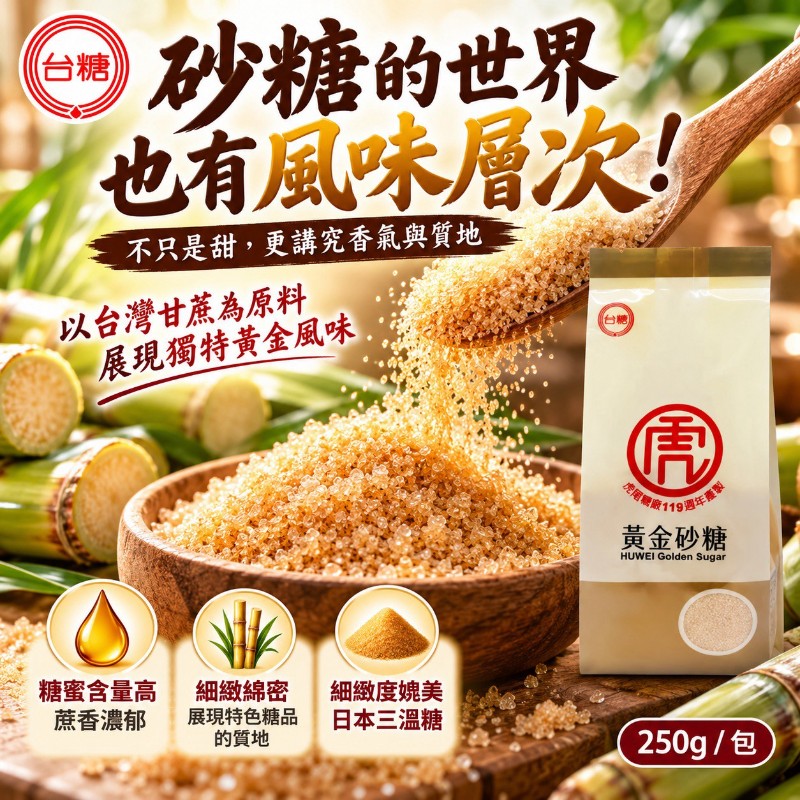 台糖
砂糖的世界
也有風味層次!
不只是甜，更講究香氣與質地
以台灣甘蔗為原料
展現獨特黃金風味
台糖
虎
虎尾糖廠119週年產製
黃金砂糖
HUWEI Golden Sugar
糖蜜含量高
蔗香濃郁
細緻綿密
展現特色糖品
的質地
細緻度媲美
日本三溫糖
250g / 包